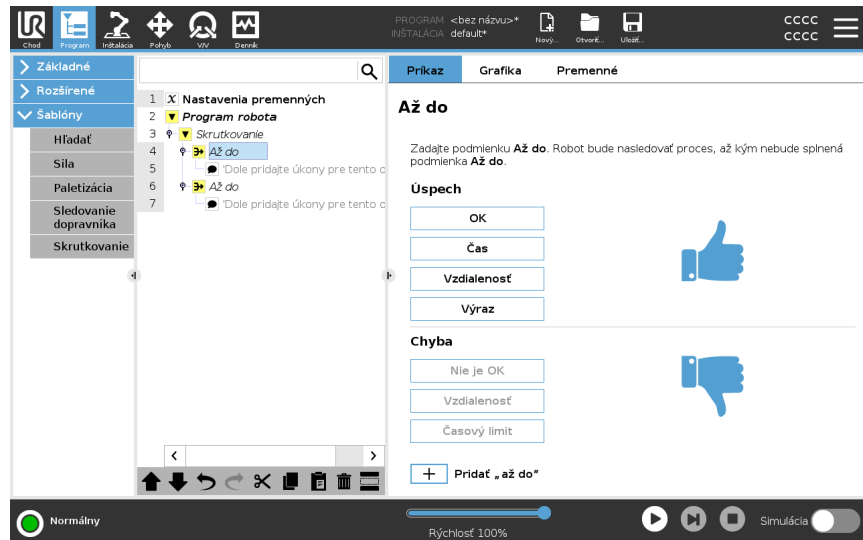 UR
Chod
Program
Inštalácia
Pohyb
V/V
Denník
PROGRAM <bez názvu>*
INŠTALÁCIA default*
Nový...
Otvoriť...
Uložiť...
CCCC
CCCC
Základné
Rozšírené
Šablóny
Hľadať
Sila
Paletizácia
Sledovanie
dopravníka
Skrutkovanie
1 X Nastavenia premenných
2 Program robota
3 Skrutkovanie
4 Až do
5 'Dole pridajte úkony pre tento c
6 Až do
7 'Dole pridajte úkony pre tento c
Príkaz Grafika Premenné
Až do
Zadajte podmienku Až do. Robot bude nasledovať proces, až kým nebude splnená
podmienka Až do.
Úspech
OK
Čas
Vzdialenosť
Výraz
Chyba
Nie je OK
Vzdialenosť
Časový limit
+ Pridať „až do“
Normálny
Rýchlosť 100%
Simulácia